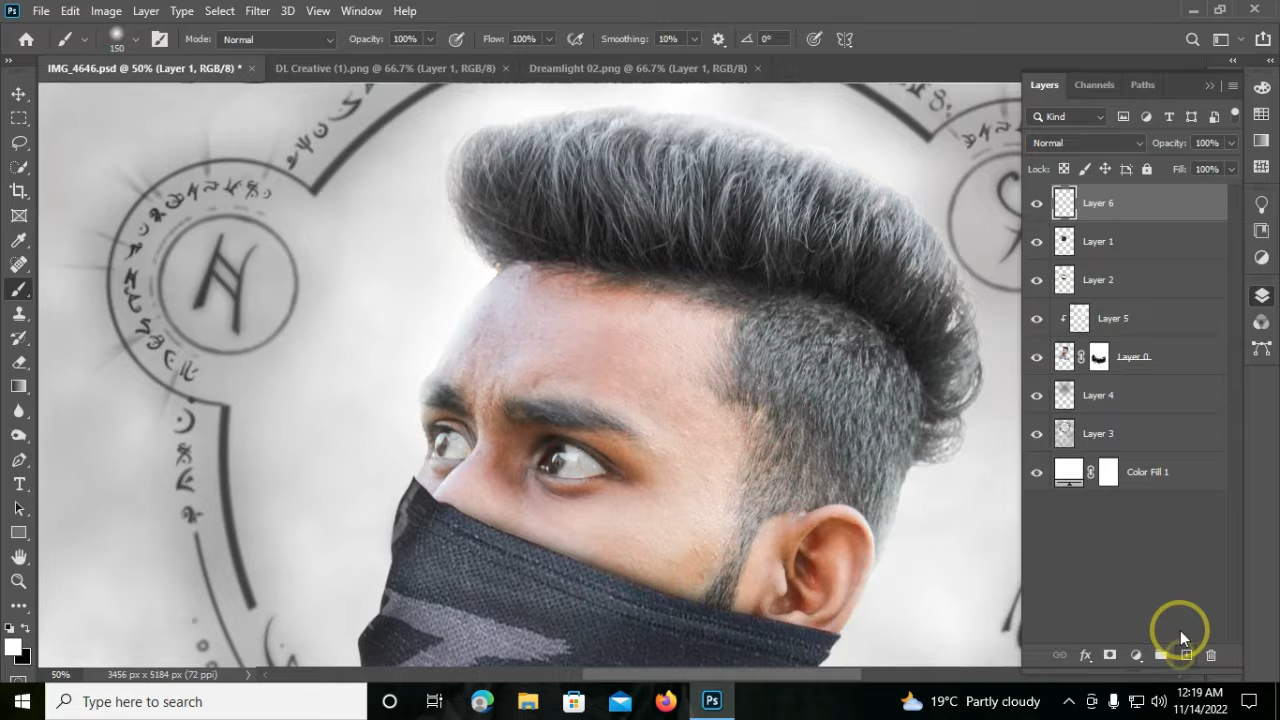 Ps File Edit Image Layer Type Select Filter 3D View Window Help
150 Mode: Normal Opacity: 100% Flow: 100% Smoothing: 10% 0°
IMG_4646.psd @ 50% (Layer 1, RGB/8) * × DL Creative (1).png @ 66.7% (Layer 1, RGB/8) × Dreamlight 02.png @ 66.7% (Layer 1, RGB/8) ×
Layers Channels Paths
Kind
Normal Opacity: 100%
Lock: Fill: 100%
Layer 6
Layer 1
Layer 2
Layer 5
Layer 0
Layer 4
Layer 3
Color Fill 1
50% 3456 px x 5184 px (72 ppi)
Type here to search
Ps
19°C Partly cloudy
12:19 AM
11/14/2022